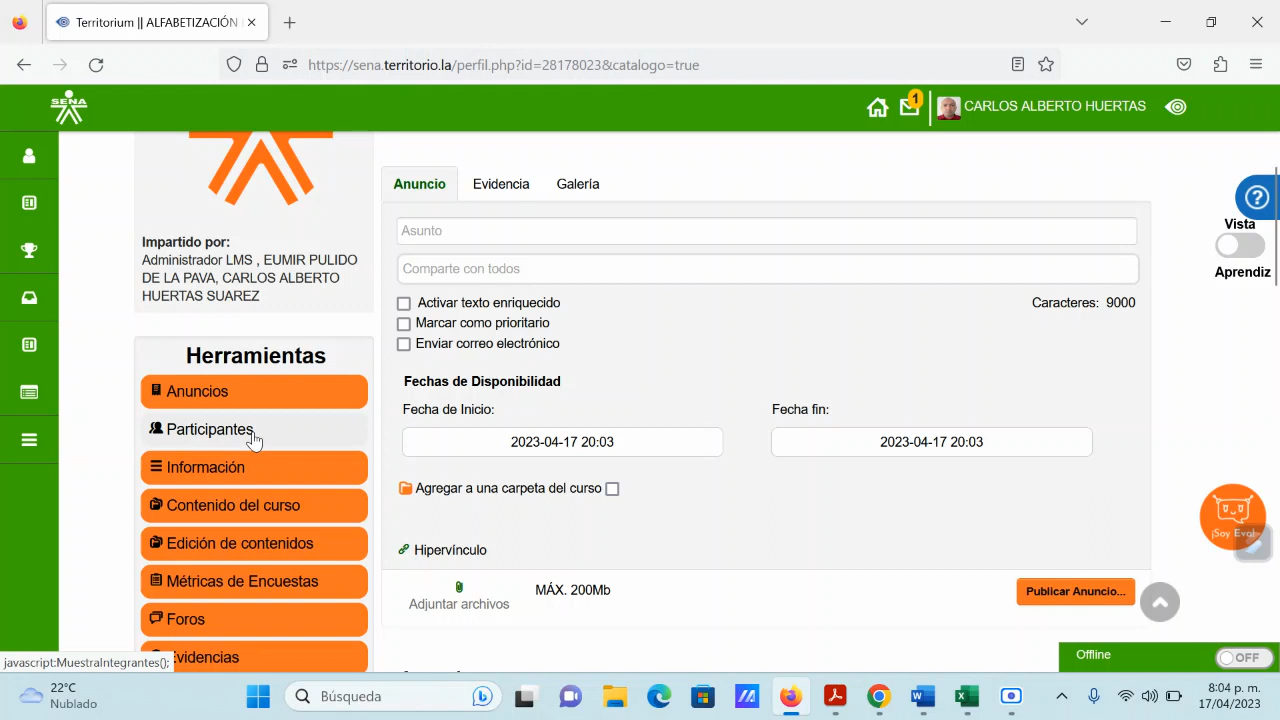 Territorium || ALFABETIZACIÓN
https://sena.territorio.la/perfil.php?id=28178023&catalogo=true
SENA
1
CARLOS ALBERTO HUERTAS
Impartido por:
Administrador LMS , EUMIR PULIDO
DE LA PAVA, CARLOS ALBERTO
HUERTAS SUAREZ
Herramientas
Anuncios
Participantes
Información
Contenido del curso
Edición de contenidos
Métricas de Encuestas
Foros
Evidencias
Anuncio Evidencia Galería
Asunto
Comparte con todos
Activar texto enriquecido Caracteres: 9000
Marcar como prioritario
Enviar correo electrónico
Fechas de Disponibilidad
Fecha de Inicio: Fecha fin:
2023-04-17 20:03 2023-04-17 20:03
Agregar a una carpeta del curso
Hipervínculo
Adjuntar archivos MÁX. 200Mb Publicar Anuncio...
Vista
Aprendiz
¡Soy Eva!
Offline OFF
javascript:MuestraIntegrantes();
22°C
Nublado
Búsqueda
8:04 p. m.
17/04/2023